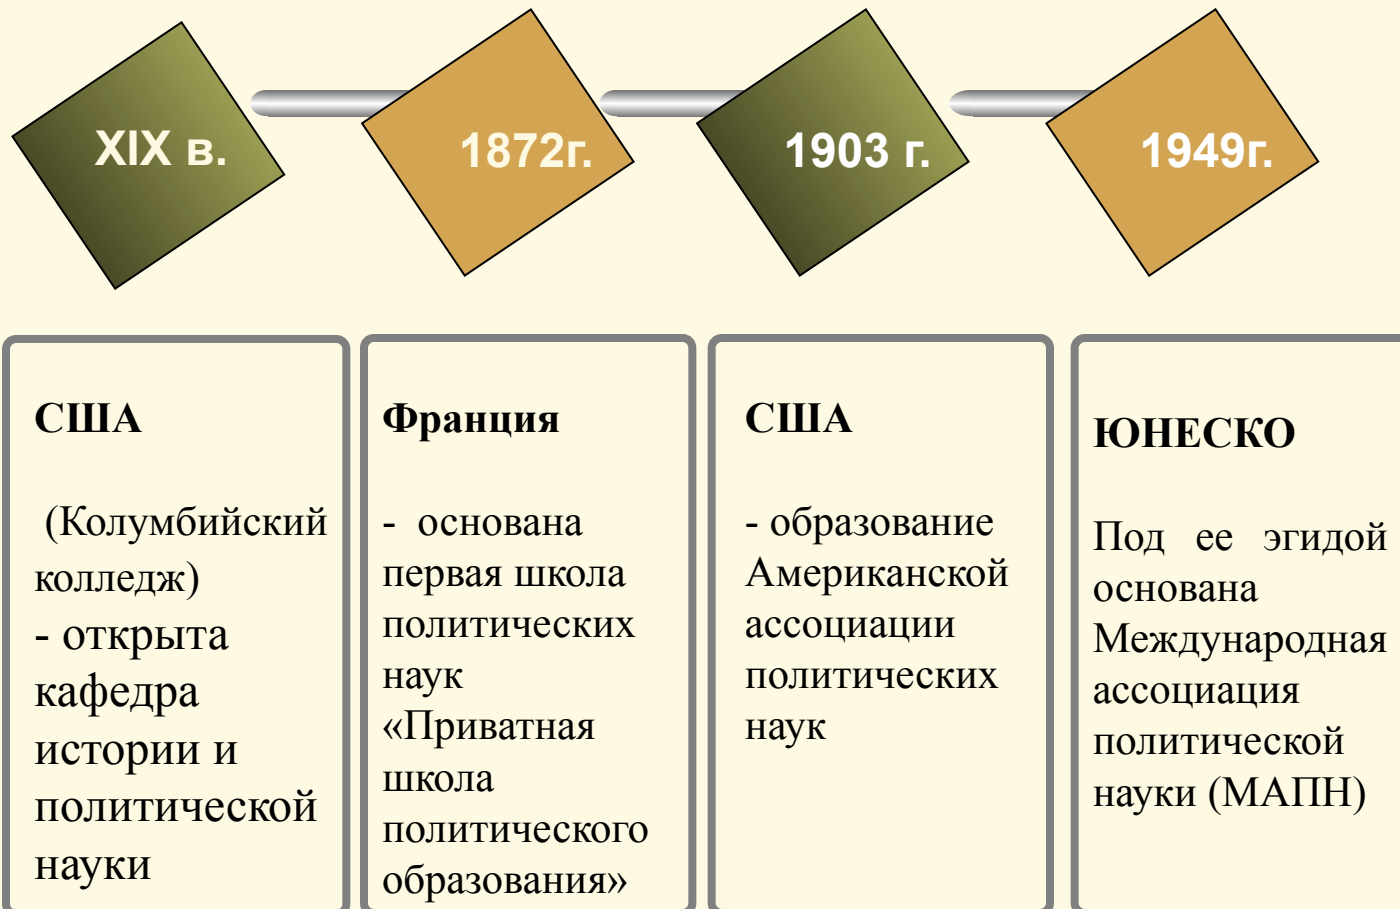 XIX в.
1872г.
1903 г.
1949г.
США
(Колумбийский
колледж)
- открыта
кафедра
истории и
политической
науки
Франция
- основана
первая школа
политических
наук
«Приватная
школа
политического
образования»
США
- образование
Американской
ассоциации
политических
наук
ЮНЕСКО
Под ее эгидой
основана
Международная
ассоциация
политической
науки (МАПН)